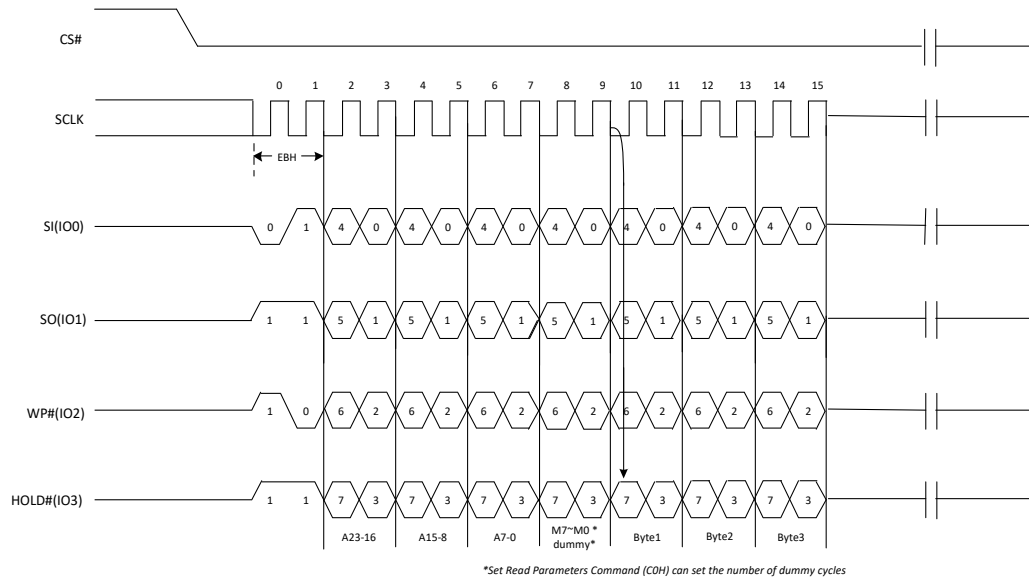 CS#
0 1 2 3 4 5 6 7 8 9 10 11 12 13 14 15
SCLK
EBH
SI(IO0) 0 1 4 0 4 0 4 0 4 0 4 0 4 0 4 0
SO(IO1) 1 1 5 1 5 1 5 1 5 1 5 1 5 1 5 1
WP#(IO2) 1 0 6 2 6 2 6 2 6 2 6 2 6 2 6 2
HOLD#(IO3) 1 1 7 3 7 3 7 3 7 3 7 3 7 3 7 3
A23-16 A15-8 A7-0 M7~M0 * Byte1 Byte2 Byte3
dummy*
*Set Read Parameters Command (C0H) can set the number of dummy cycles